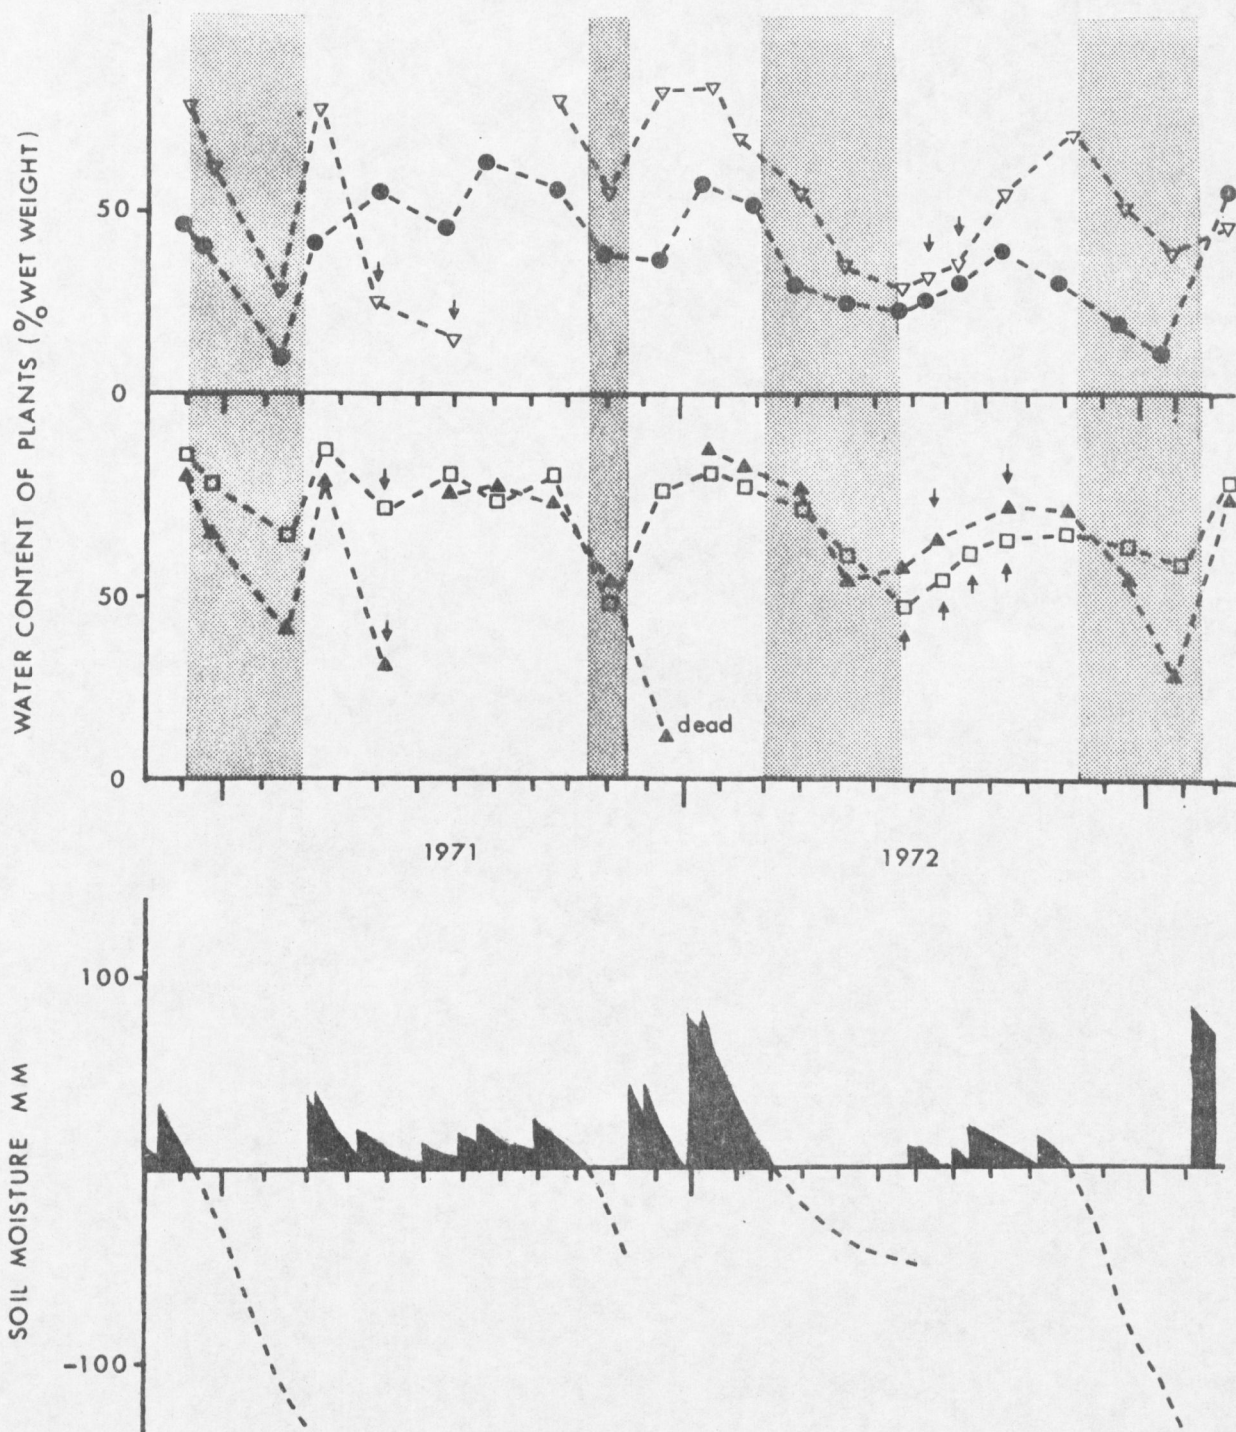 WATER CONTENT OF PLANTS (% WET WEIGHT)
50
0
50
0
dead
1971
1972
SOIL MOISTURE MM
100
-100